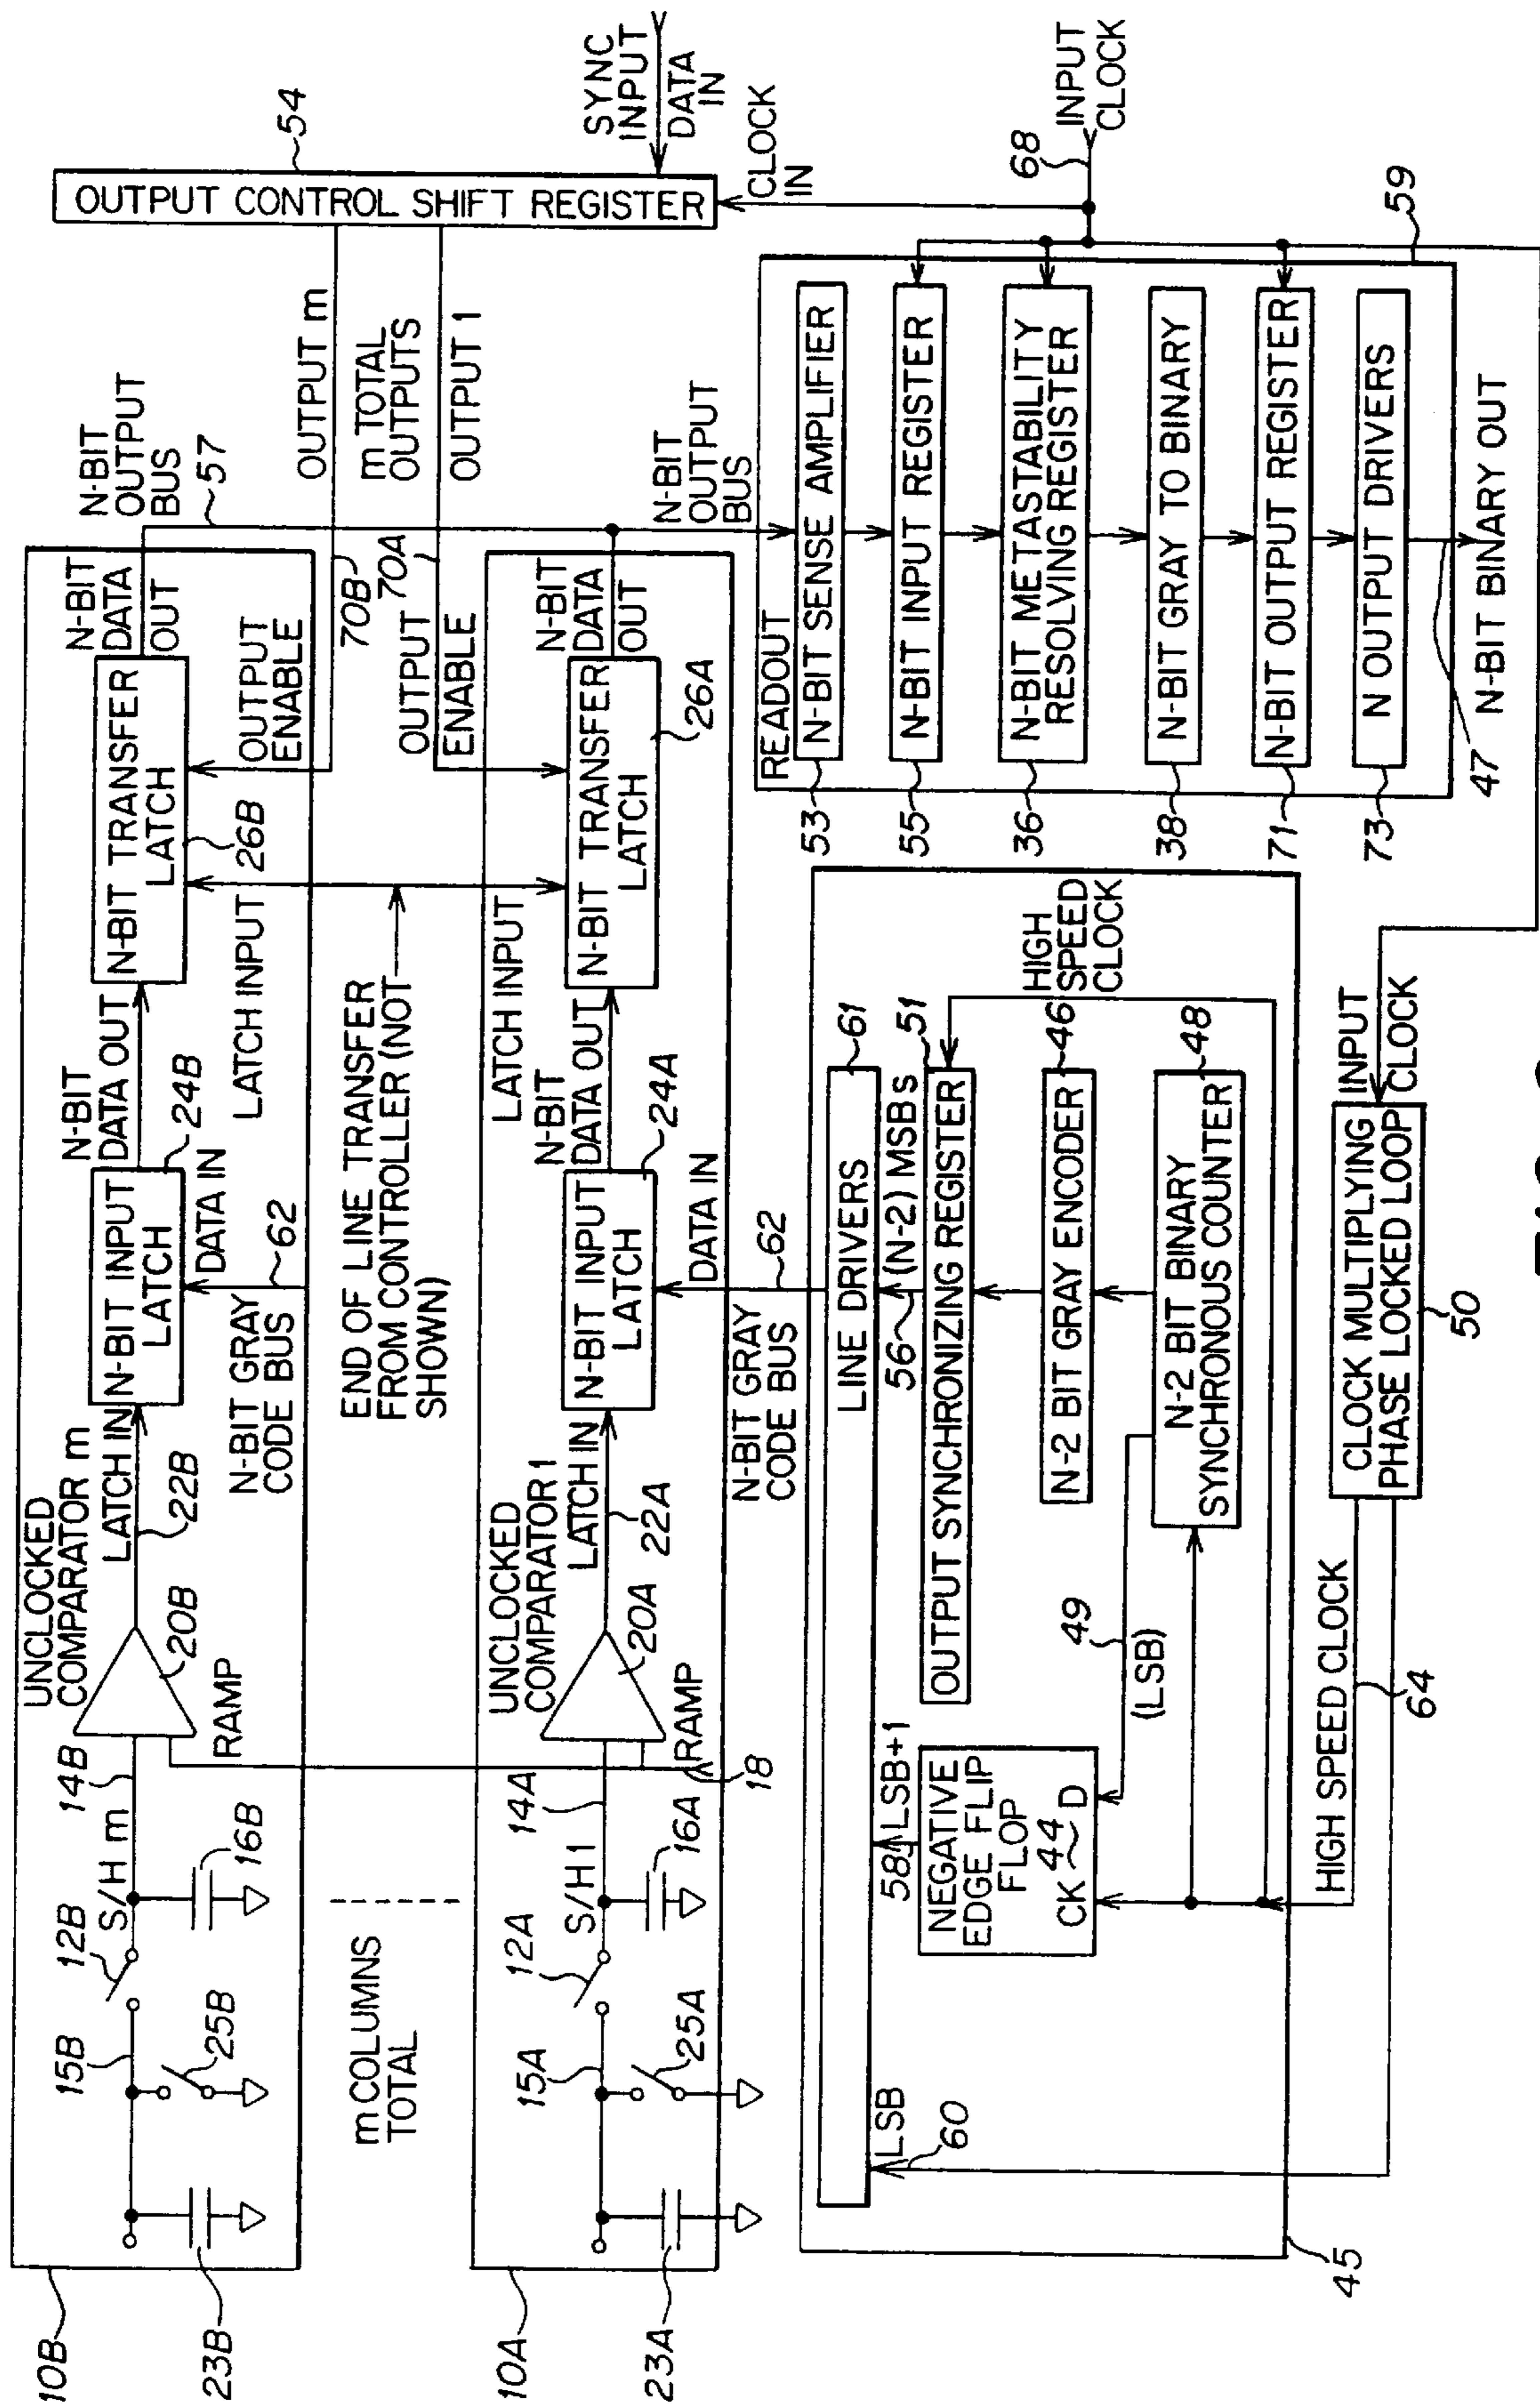 10B
23B
15B
25B
12B
S/H m
16B
14B
UNCLOCKED
COMPARATOR m
20B
RAMP
LATCH IN
22B
N-BIT INPUT
LATCH
24B
N-BIT
DATA OUT
DATA IN
62
N-BIT GRAY
CODE BUS
LATCH INPUT
N-BIT TRANSFER
LATCH
26B
N-BIT
DATA
OUT
OUTPUT
ENABLE
N-BIT
OUTPUT
BUS
57
70B
m COLUMNS
TOTAL
END OF LINE TRANSFER
FROM CONTROLLER (NOT
SHOWN)
OUTPUT m
m TOTAL
OUTPUTS
OUTPUT 1
54
OUTPUT CONTROL SHIFT REGISTER
SYNC
INPUT
DATA
IN
CLOCK
IN
10A
23A
15A
25A
12A
S/H 1
16A
14A
UNCLOCKED
COMPARATOR 1
20A
RAMP
18
LATCH IN
22A
N-BIT INPUT
LATCH
24A
N-BIT
DATA OUT
DATA IN
62
N-BIT GRAY
CODE BUS
LATCH INPUT
N-BIT TRANSFER
LATCH
26A
OUTPUT
ENABLE
70A
N-BIT
DATA
OUT
N-BIT
OUTPUT
BUS
45
LSB
60
LINE DRIVERS
61
58
LSB+1
56
(N-2) MSBs
51
OUTPUT SYNCHRONIZING REGISTER
NEGATIVE
EDGE FLIP
FLOP
44
CK
D
49
(LSB)
N-2 BIT GRAY ENCODER
46
N-2 BIT BINARY
SYNCHRONOUS COUNTER
48
HIGH
SPEED
CLOCK
HIGH SPEED CLOCK
64
CLOCK MULTIPLYING
PHASE LOCKED LOOP
50
INPUT
CLOCK
READOUT
53
N-BIT SENSE AMPLIFIER
55
N-BIT INPUT REGISTER
36
N-BIT METASTABILITY
RESOLVING REGISTER
38
N-BIT GRAY TO BINARY
71
N-BIT OUTPUT REGISTER
73
N OUTPUT DRIVERS
47
N-BIT BINARY OUT
59
68
INPUT
CLOCK